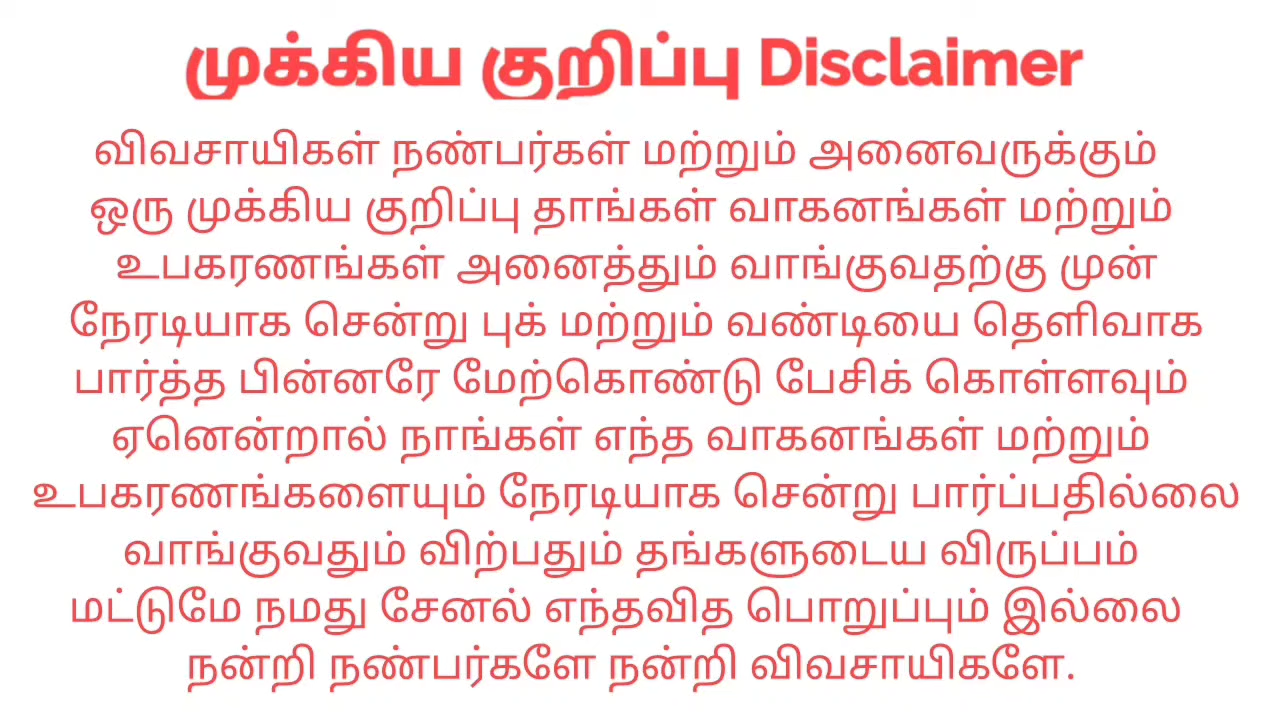 முக்கிய குறிப்பு Disclaimer
விவசாயிகள் நண்பர்கள் மற்றும் அனைவருக்கும்
ஒரு முக்கிய குறிப்பு தாங்கள் வாகனங்கள் மற்றும்
உபகரணங்கள் அனைத்தும் வாங்குவதற்கு முன்
நேரடியாக சென்று புக் மற்றும் வண்டியை தெளிவாக
பார்த்த பின்னரே மேற்கொண்டு பேசிக் கொள்ளவும்
ஏனென்றால் நாங்கள் எந்த வாகனங்கள் மற்றும்
உபகரணங்களையும் நேரடியாக சென்று பார்ப்பதில்லை
வாங்குவதும் விற்பதும் தங்களுடைய விருப்பம்
மட்டுமே நமது சேனல் எந்தவித பொறுப்பும் இல்லை
நன்றி நண்பர்களே நன்றி விவசாயிகளே.